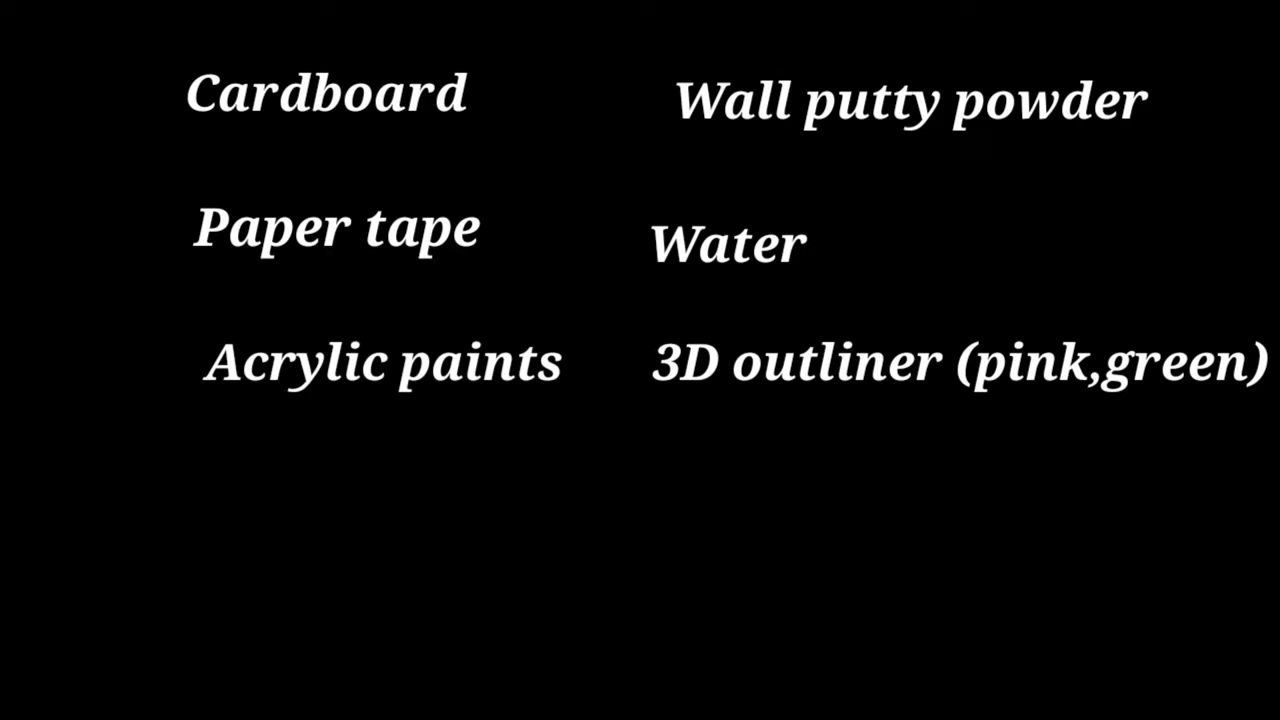 Cardboard
Wall putty powder
Paper tape
Water
Acrylic paints
3D outliner (pink,green)